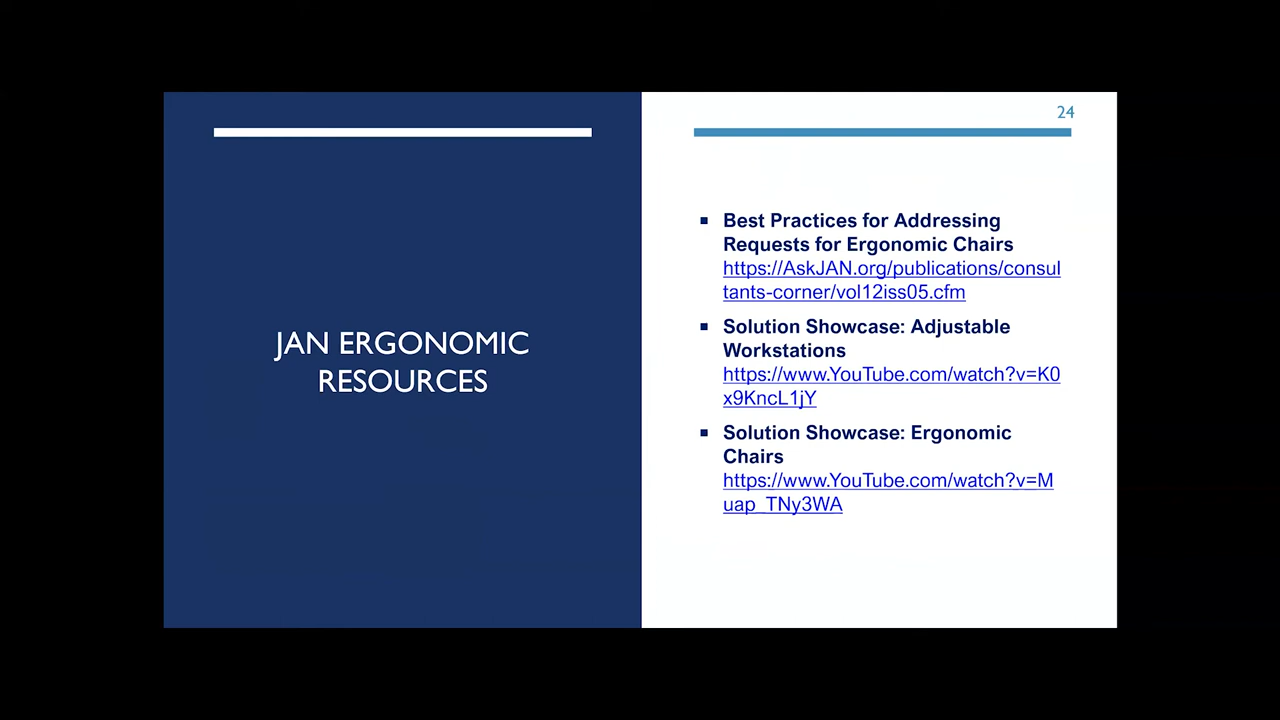 24
JAN ERGONOMIC
RESOURCES
Best Practices for Addressing
Requests for Ergonomic Chairs
https://AskJAN.org/publications/consul
tants-corner/vol12iss05.cfm
Solution Showcase: Adjustable
Workstations
https://www.YouTube.com/watch?v=K0
x9KncL1jY
Solution Showcase: Ergonomic
Chairs
https://www.YouTube.com/watch?v=M
uap_TNy3WA